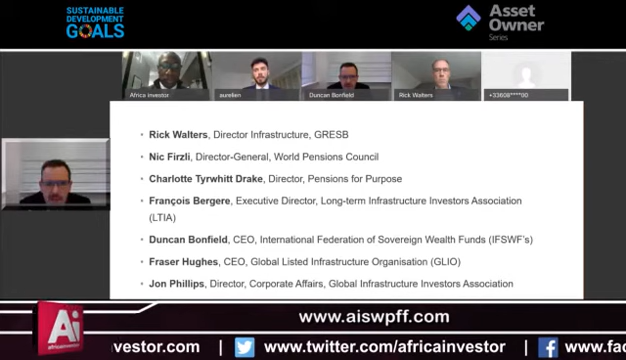 SUSTAINABLE
DEVELOPMENT
GOALS
Asset
Owner
Series
Africa investor.
aurelien
Duncan Bonfield
Rick Walters
+33608****90
• Rick Walters, Director Infrastructure, GRESB
• Nic Firzli, Director-General, World Pensions Council
• Charlotte Tyrwhitt Drake, Director, Pensions for Purpose
• François Bergere, Executive Director, Long-term Infrastructure Investors Association
(LTIA)
• Duncan Bonfield, CEO, International Federation of Sovereign Wealth Funds (IFSWF's)
• Fraser Hughes, CEO, Global Listed Infrastructure Organisation (GLIO)
• Jon Phillips, Director, Corporate Affairs, Global Infrastructure Investors Association
www.aiswpff.com
Ai
africainvestor
vestor.com
www.twitter.com/africainvestor
f www.fac